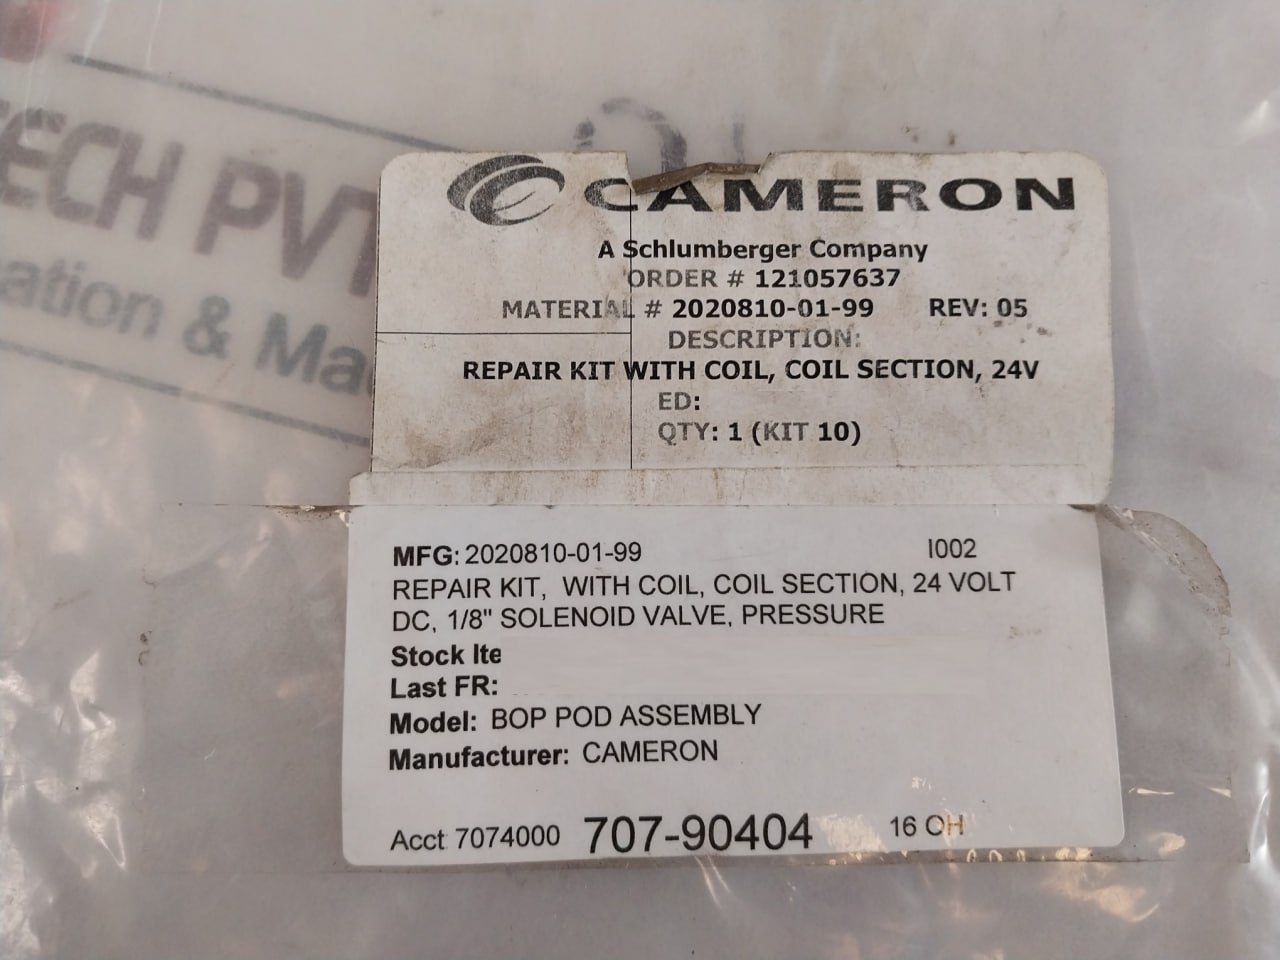 TECH PVT
ation & Ma
CAMERON
A Schlumberger Company
ORDER # 121057637
MATERIAL # 2020810-01-99 REV: 05
DESCRIPTION:
REPAIR KIT WITH COIL, COIL SECTION, 24V
ED:
QTY: 1 (KIT 10)
MFG: 2020810-01-99 I002
REPAIR KIT, WITH COIL, COIL SECTION, 24 VOLT
DC, 1/8" SOLENOID VALVE, PRESSURE
Stock Ite
Last FR:
Model: BOP POD ASSEMBLY
Manufacturer: CAMERON
Acct 7074000 707-90404 16 OH